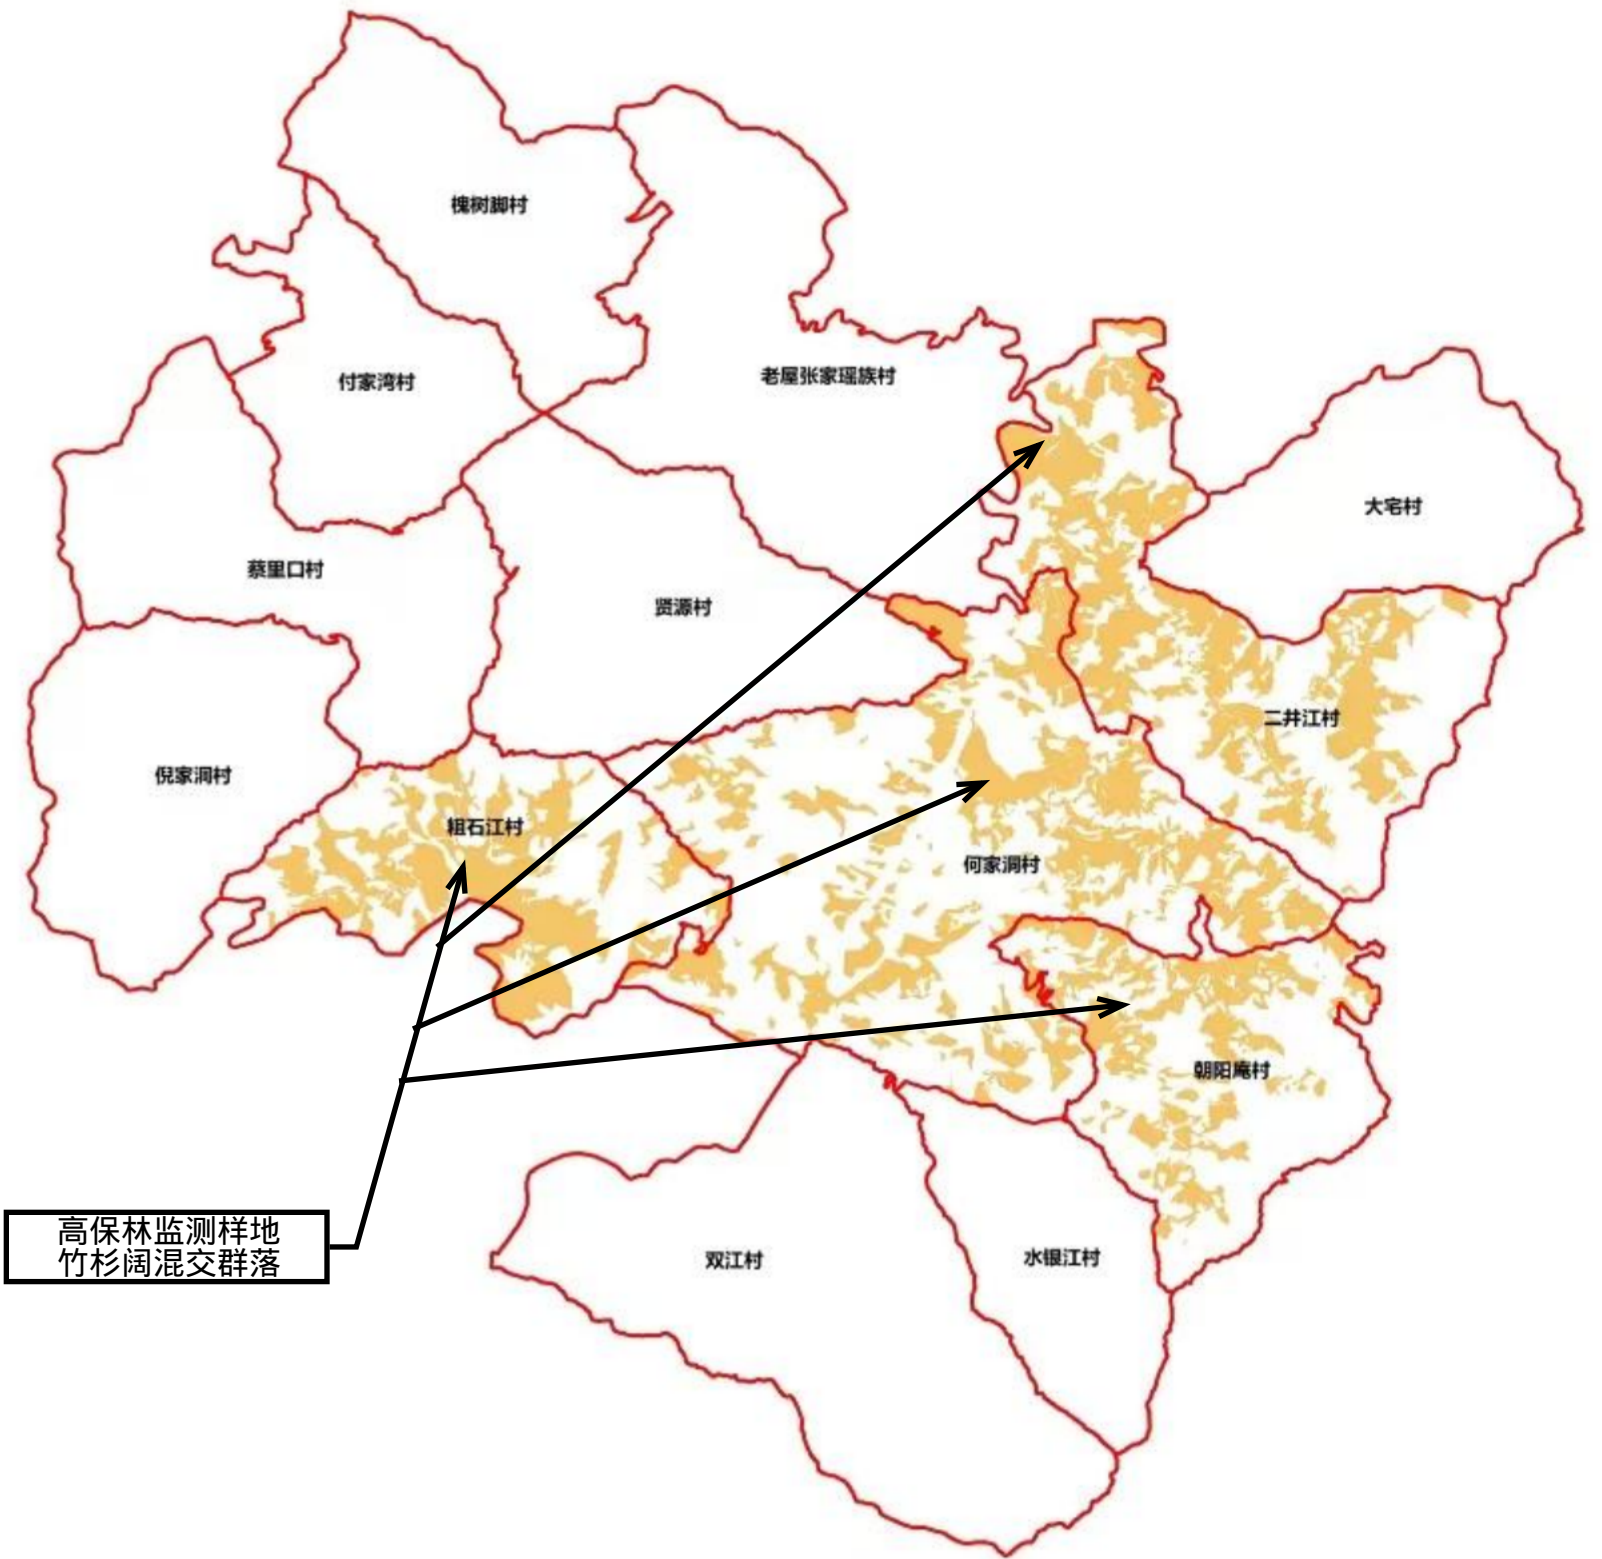 槐树脚村
付家湾村
老屋张家瑶族村
大宅村
蔡里口村
贤源村
二井江村
倪家洞村
粗石江村
何家洞村
朝阳庵村
高保林监测样地
竹杉阔混交群落
双江村
水银江村